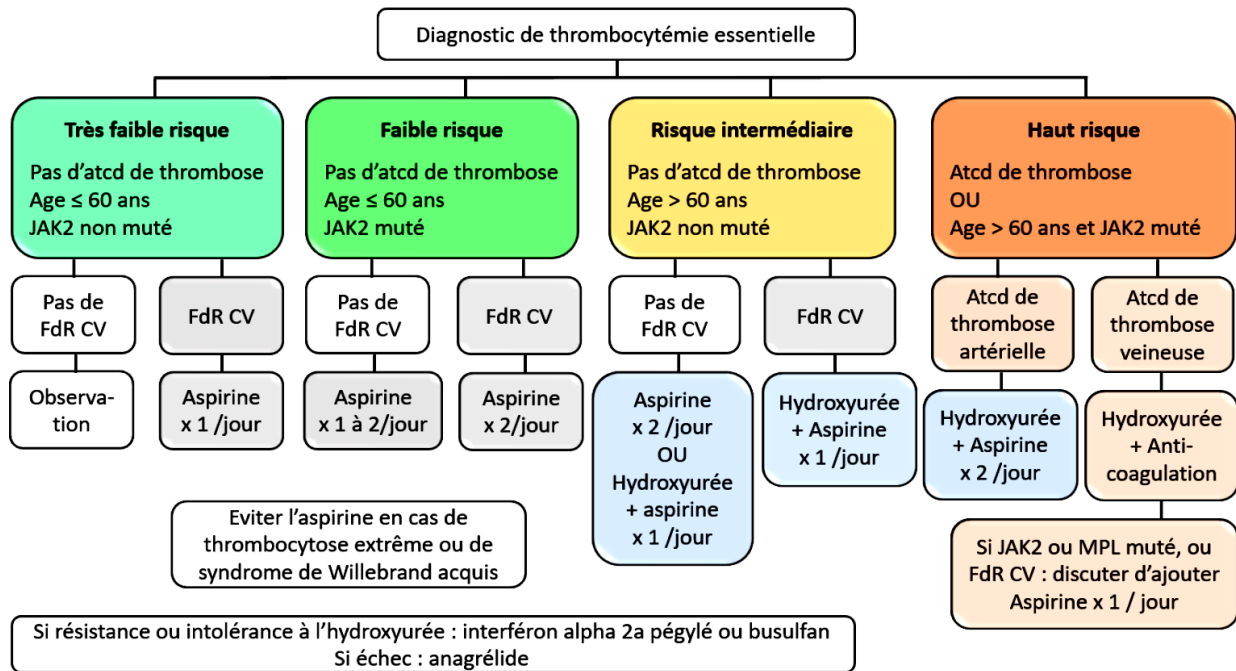 Diagnostic de thrombocytémie essentielle
Très faible risque
Pas d'atcd de thrombose
Age ≤ 60 ans
JAK2 non muté
Faible risque
Pas d'atcd de thrombose
Age ≤ 60 ans
JAK2 muté
Risque intermédiaire
Pas d'atcd de thrombose
Age > 60 ans
JAK2 non muté
Haut risque
Atcd de thrombose
OU
Age > 60 ans et JAK2 muté
Pas de
FdR CV
FdR CV
Pas de
FdR CV
FdR CV
Pas de
FdR CV
FdR CV
Atcd de
thrombose
artérielle
Atcd de
thrombose
veineuse
Observa-
tion
Aspirine
x 1 /jour
Aspirine
x 1 à 2/jour
Aspirine
x 2/jour
Aspirine
x 2 /jour
OU
Hydroxyurée
+ aspirine
x 1 /jour
Hydroxyurée
+ Aspirine
x 1 /jour
Hydroxyurée
+ Aspirine
x 2 /jour
Hydroxyurée
+ Anti-
coagulation
Eviter l'aspirine en cas de
thrombocytose extrême ou de
syndrome de Willebrand acquis
Si JAK2 ou MPL muté, ou
FdR CV : discuter d'ajouter
Aspirine x 1 / jour
Si résistance ou intolérance à l'hydroxyurée : interféron alpha 2a pégylé ou busulfan
Si échec : anagrélide